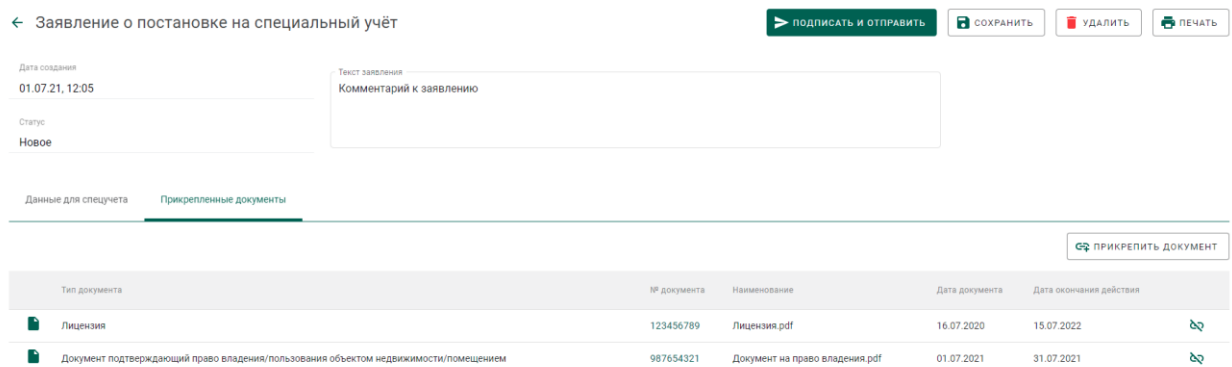 Заявление о постановке на специальный учёт
ПОДПИСАТЬ И ОТПРАВИТЬ СОХРАНИТЬ УДАЛИТЬ ПЕЧАТЬ
Дата создания
01.07.21, 12:05
Текст заявления
Комментарий к заявлению
Статус
Новое
Данные для спецучета Прикрепленные документы
ПРИКРЕПИТЬ ДОКУМЕНТ
Тип документа № документа Наименование Дата документа Дата окончания действия
Лицензия 123456789 Лицензия.pdf 16.07.2020 15.07.2022
Документ подтверждающий право владения/пользования объектом недвижимости/помещением 987654321 Документ на право владения.pdf 01.07.2021 31.07.2021